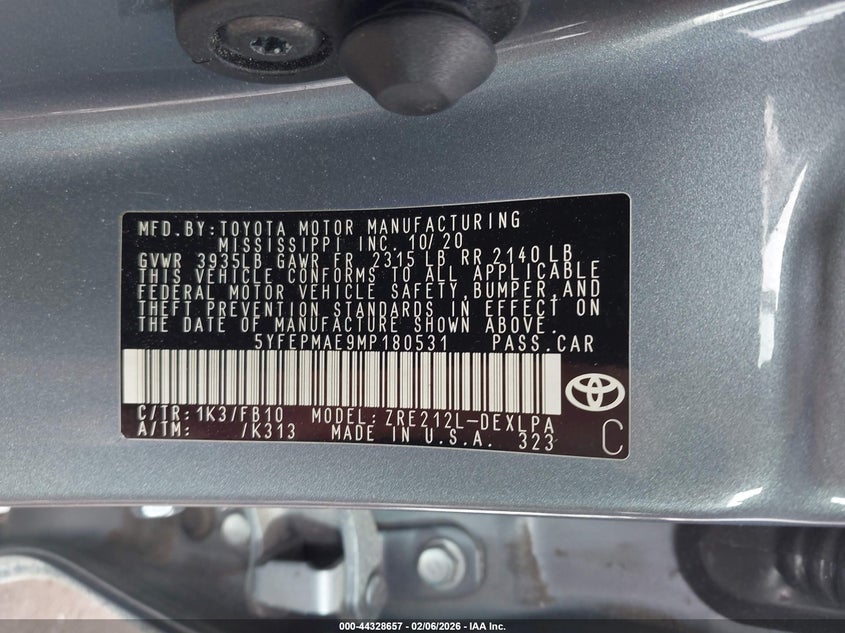 MFD.BY:TOYOTA MOTOR MANUFACTURING
MISSISSIPPI INC. 10/20
GVWR 3935LB GAWR FR 2315 LB RR 2140 LB
THIS VEHICLE CONFORMS TO ALL APPLICABLE
FEDERAL MOTOR VEHICLE SAFETY,BUMPER,AND
THEFT PREVENTION STANDARDS IN EFFECT ON
THE DATE OF MANUFACTURE SHOWN ABOVE.
5YFEPMAE9MP180531 PASS.CAR
C/TR: 1K3/FB10 MODEL: ZRE212L-DEXLPA
A/TM: /K313 MADE IN U.S.A. 323
C
000-44328657 - 02/06/2026 - IAA Inc.